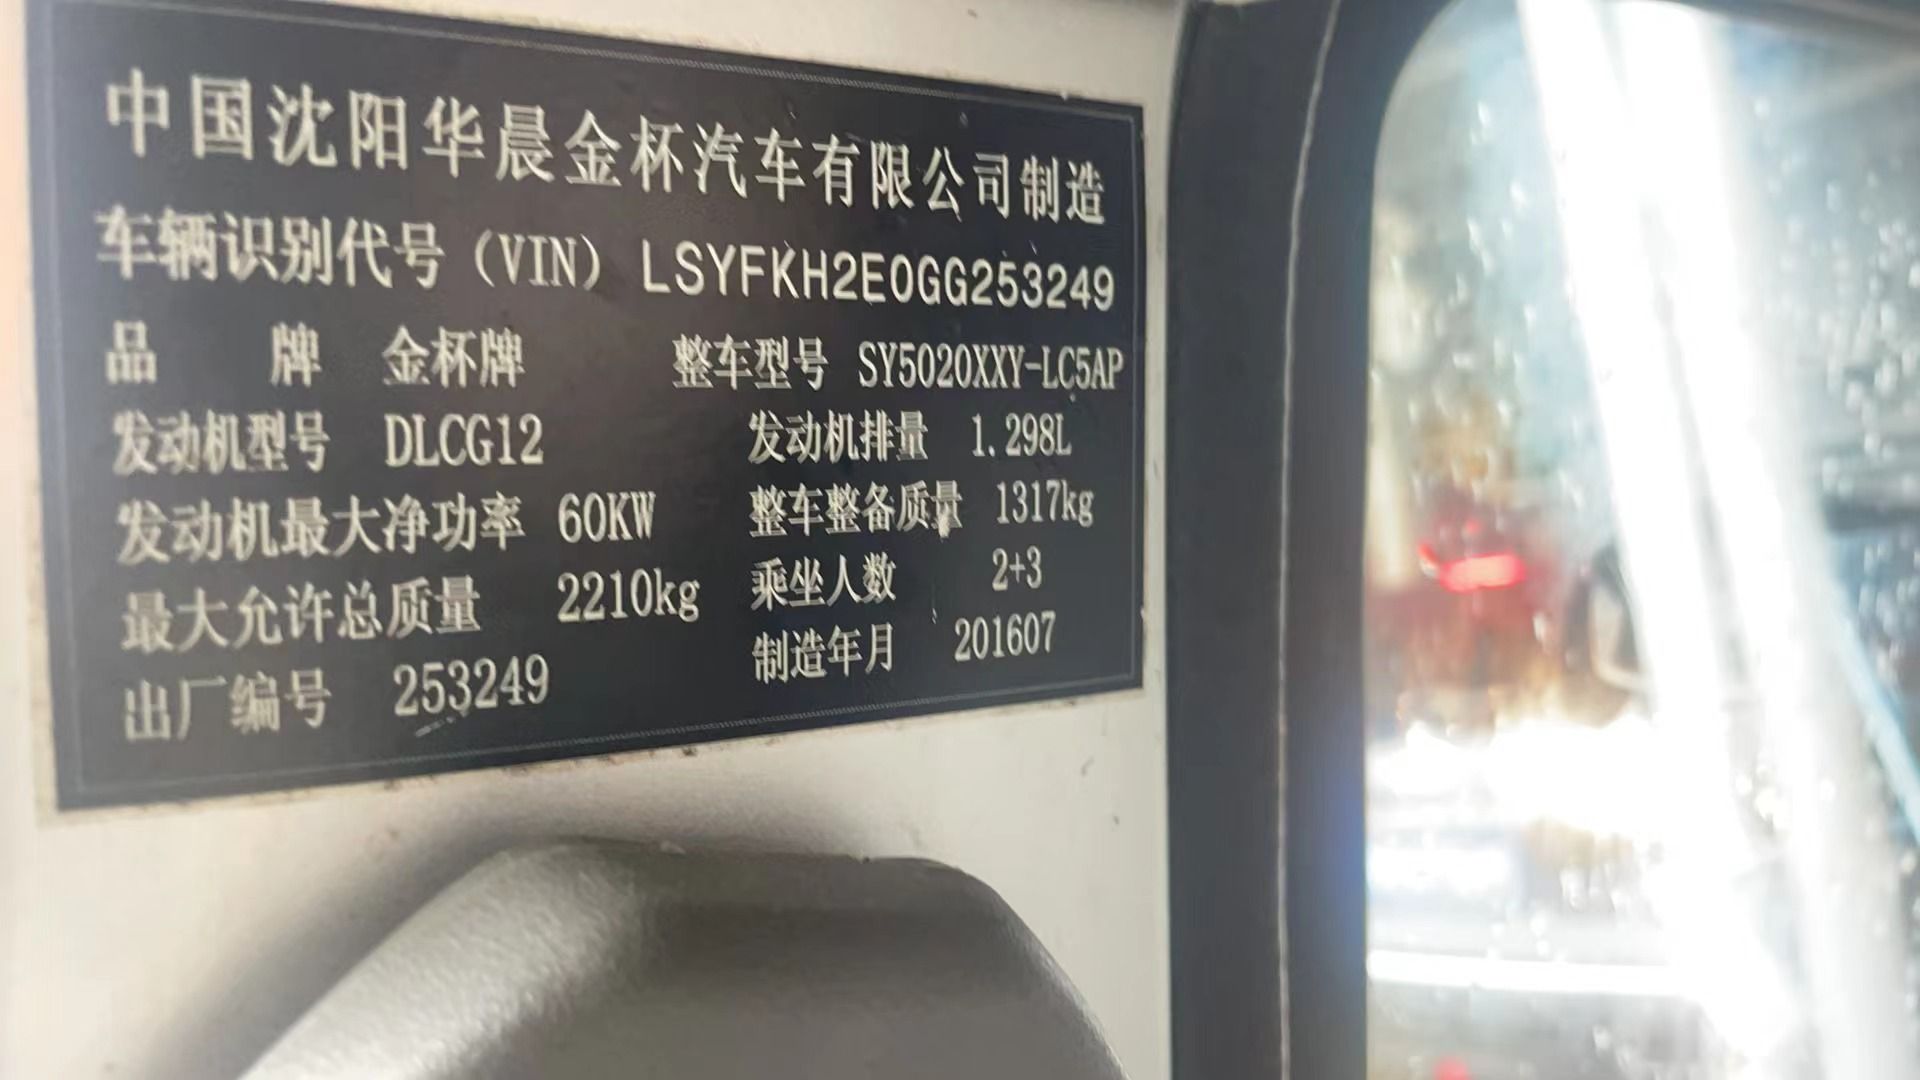 中国沈阳华晨金杯汽车有限公司制造
车辆识别代号（VIN）LSYFKH2E0GG253249
品 牌 金杯牌 整车型号 SY5020XXY-LC5AP
发动机型号 DLCG12 发动机排量 1.298L
发动机最大净功率 60KW 整车整备质量 1317kg
最大允许总质量 2210kg 乘坐人数 2+3
出厂编号 253249 制造年月 201607